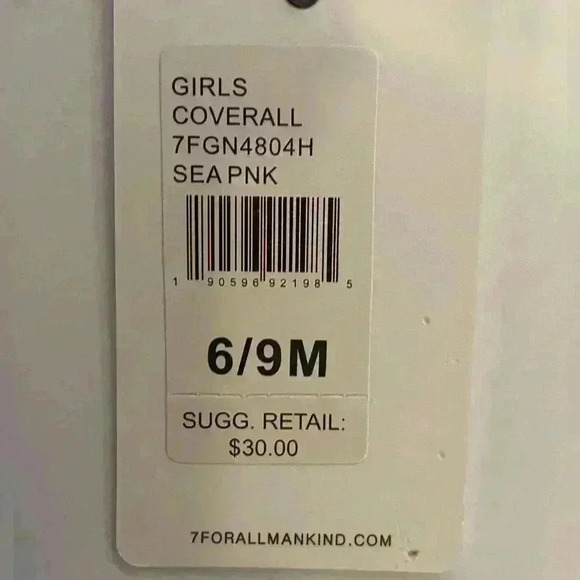 GIRLS
COVERALL
7FGN4804H
SEA PNK
1 90596 92198 5
6/9M
SUGG. RETAIL:
$30.00
7FORALLMANKIND.COM